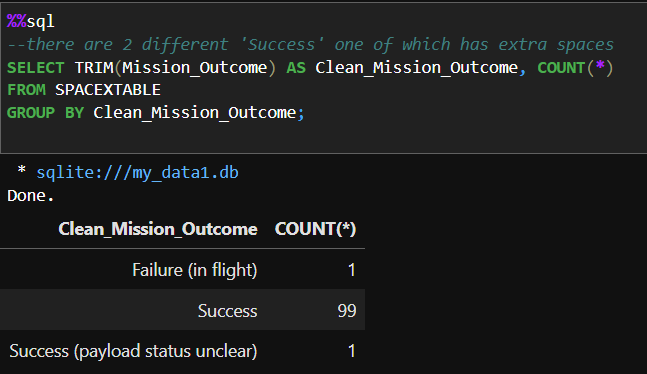 %%sql
--there are 2 different 'Success' one of which has extra spaces
SELECT TRIM(Mission_Outcome) AS Clean_Mission_Outcome, COUNT(*)
FROM SPACEXTABLE
GROUP BY Clean_Mission_Outcome;
* sqlite:///my_data1.db
Done.
Clean_Mission_Outcome COUNT(*)
Failure (in flight) 1
Success 99
Success (payload status unclear) 1